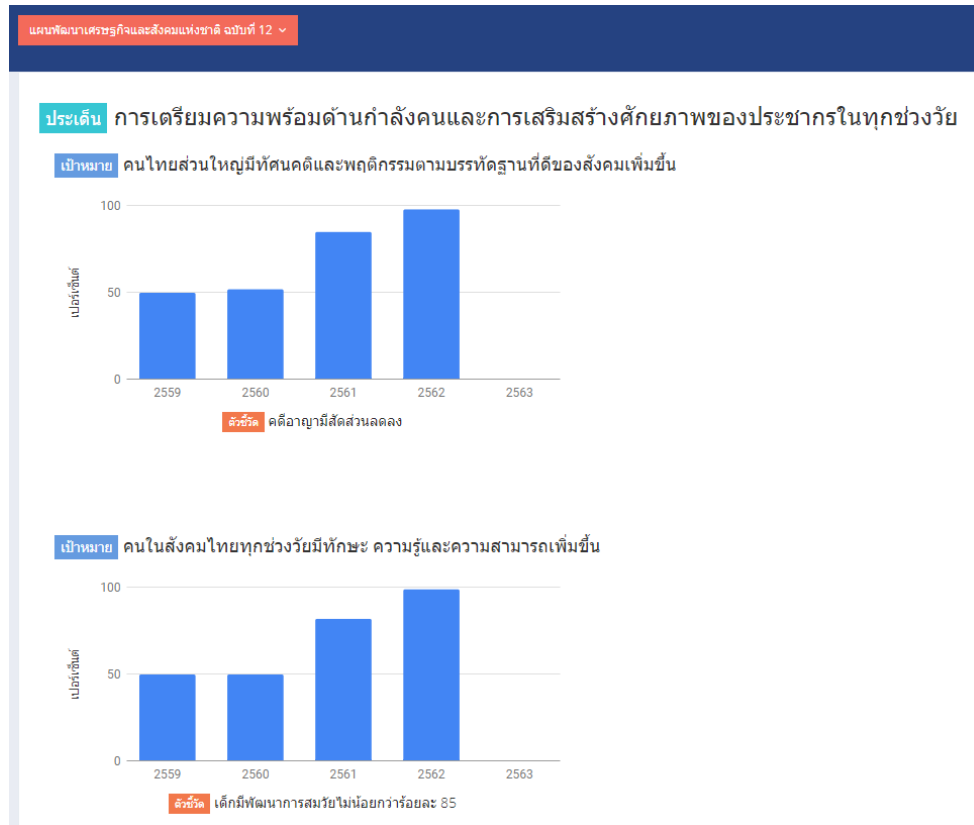 แผนพัฒนาเศรษฐกิจและสังคมแห่งชาติ ฉบับที่ 12
ประเด็น การเตรียมความพร้อมด้านกำลังคนและการเสริมสร้างศักยภาพของประชากรในทุกช่วงวัย
เป้าหมาย คนไทยส่วนใหญ่มีทัศนคติและพฤติกรรมตามบรรทัดฐานที่ดีของสังคมเพิ่มขึ้น
100
เปอร์เซ็นต์
50
0
2559 2560 2561 2562 2563
ตัวชี้วัด คดีอาญามีสัดส่วนลดลง
เป้าหมาย คนในสังคมไทยทุกช่วงวัยมีทักษะ ความรู้และความสามารถเพิ่มขึ้น
100
เปอร์เซ็นต์
50
0
2559 2560 2561 2562 2563
ตัวชี้วัด เด็กมีพัฒนาการสมวัยไม่น้อยกว่าร้อยละ 85